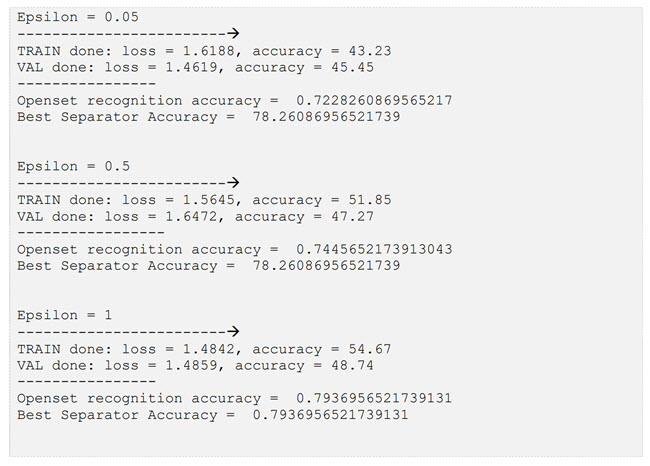 Epsilon = 0.05
------------------------→
TRAIN done: loss = 1.6188, accuracy = 43.23
VAL done: loss = 1.4619, accuracy = 45.45
----------------
Openset recognition accuracy =  0.7228260869565217
Best Separator Accuracy =  78.26086956521739
Epsilon = 0.5
------------------------→
TRAIN done: loss = 1.5645, accuracy = 51.85
VAL done: loss = 1.6472, accuracy = 47.27
-----------------
Openset recognition accuracy =  0.7445652173913043
Best Separator Accuracy =  78.26086956521739
Epsilon = 1
------------------------→
TRAIN done: loss = 1.4842, accuracy = 54.67
VAL done: loss = 1.4859, accuracy = 48.74
----------------
Openset recognition accuracy =  0.7936956521739131
Best Separator Accuracy =  0.7936956521739131